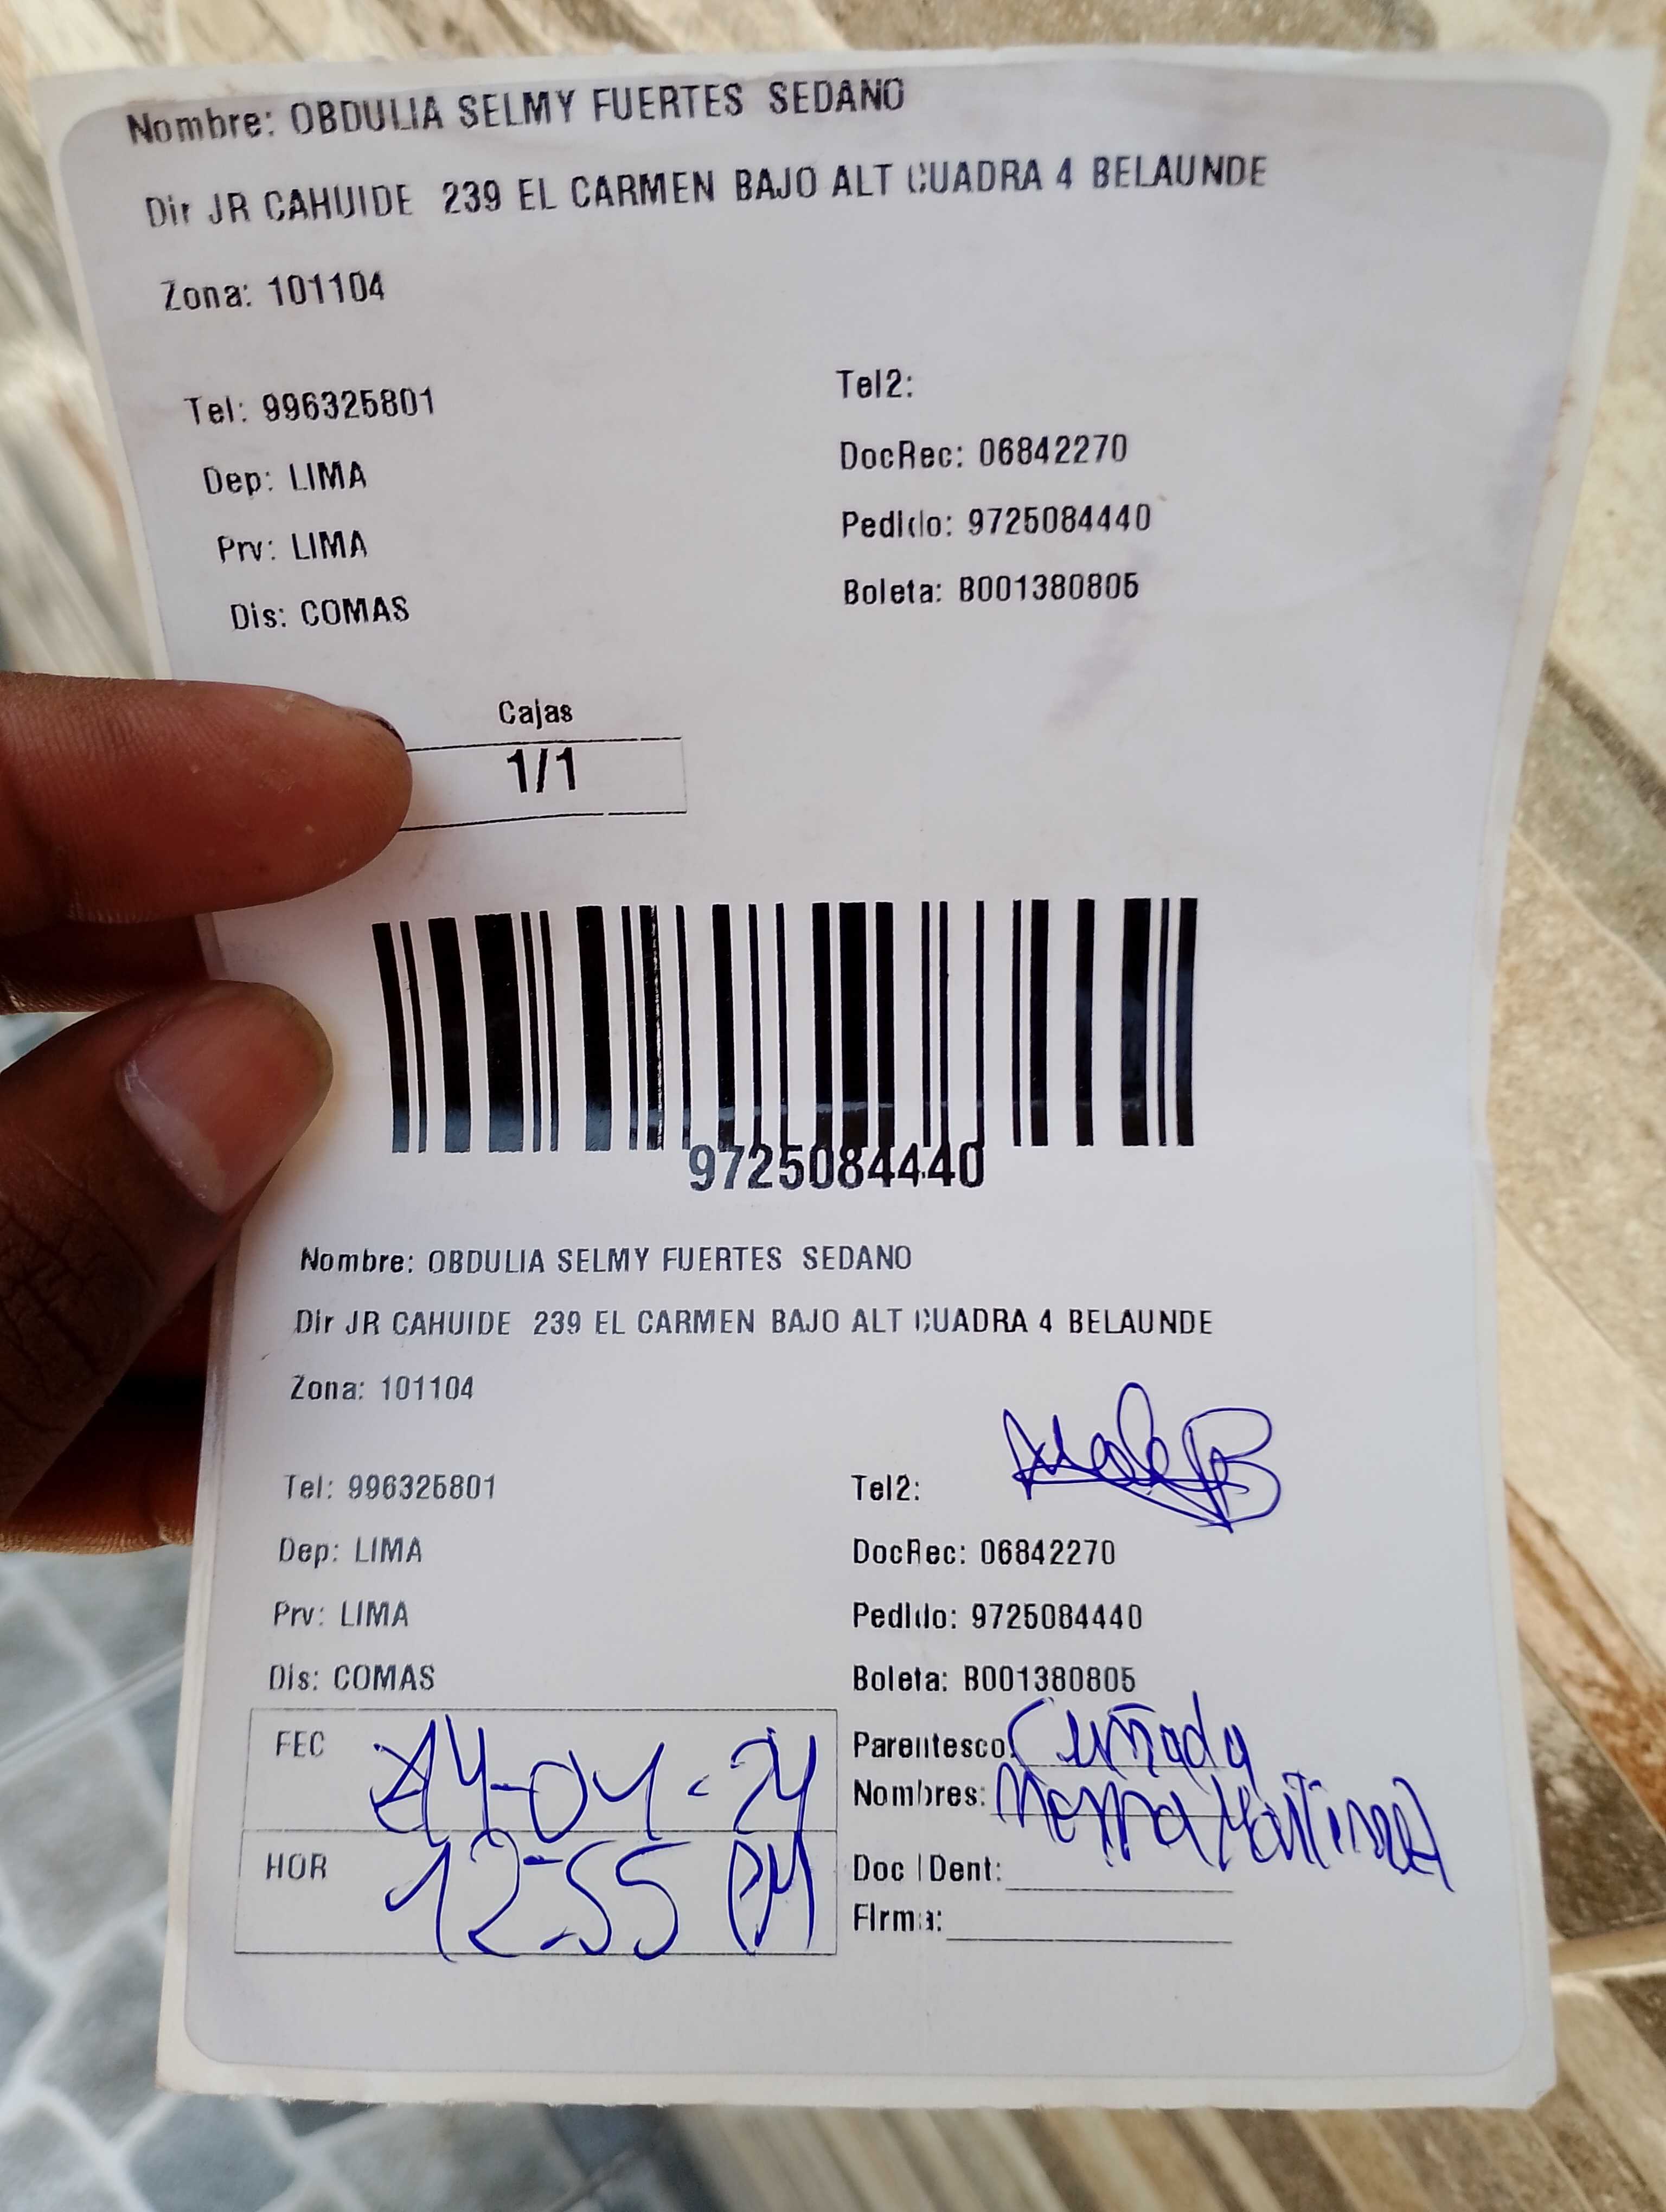 Nombre: OBDULIA SELMY FUERTES SEDANO
Dir JR CAHUIDE 239 EL CARMEN BAJO ALT CUADRA 4 BELAUNDE
Zona: 101104
Tel: 996325801 Tel2:
Dep: LIMA DocRec: 06842270
Prv: LIMA Pedido: 9725084440
Dis: COMAS Boleta: B001380805
Cajas
1/1
9725084440
Nombre: OBDULIA SELMY FUERTES SEDANO
Dir JR CAHUIDE 239 EL CARMEN BAJO ALT CUADRA 4 BELAUNDE
Zona: 101104
Tel: 996325801 Tel2:
Dep: LIMA DocRec: 06842270
Prv: LIMA Pedido: 9725084440
Dis: COMAS Boleta: B001380805
FEC Parentesco: Cuñada
Nombres: Martinez
HOR 12:55 PM Doc Ident:
Firma: